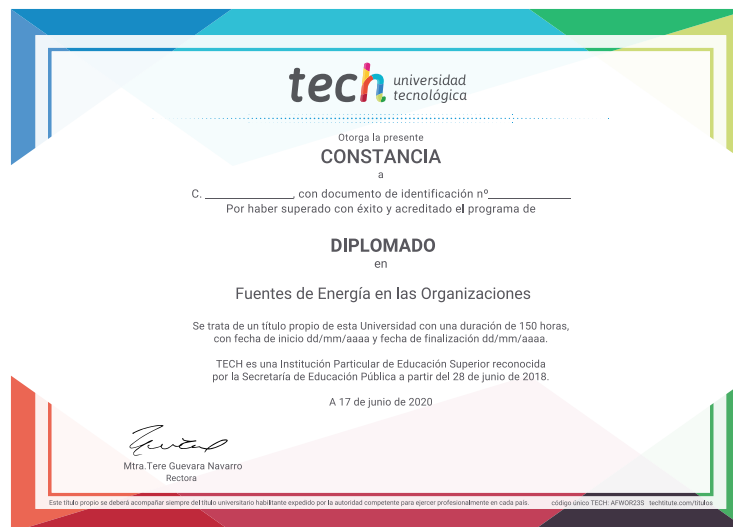 tech universidad
tecnológica
Otorga la presente
CONSTANCIA
a
C. ________________, con documento de identificación nº_______________
Por haber superado con éxito y acreditado el programa de
DIPLOMADO
en
Fuentes de Energía en las Organizaciones
Se trata de un título propio de esta Universidad con una duración de 150 horas,
con fecha de inicio dd/mm/aaaa y fecha de finalización dd/mm/aaaa.
TECH es una Institución Particular de Educación Superior reconocida
por la Secretaría de Educación Pública a partir del 28 de junio de 2018.
A 17 de junio de 2020
Mtra.Tere Guevara Navarro
Rectora
Este título propio se deberá acompañar siempre del título universitario habilitante expedido por la autoridad competente para ejercer profesionalmente en cada país. código único TECH: AFWOR23S techtitute.com/títulos